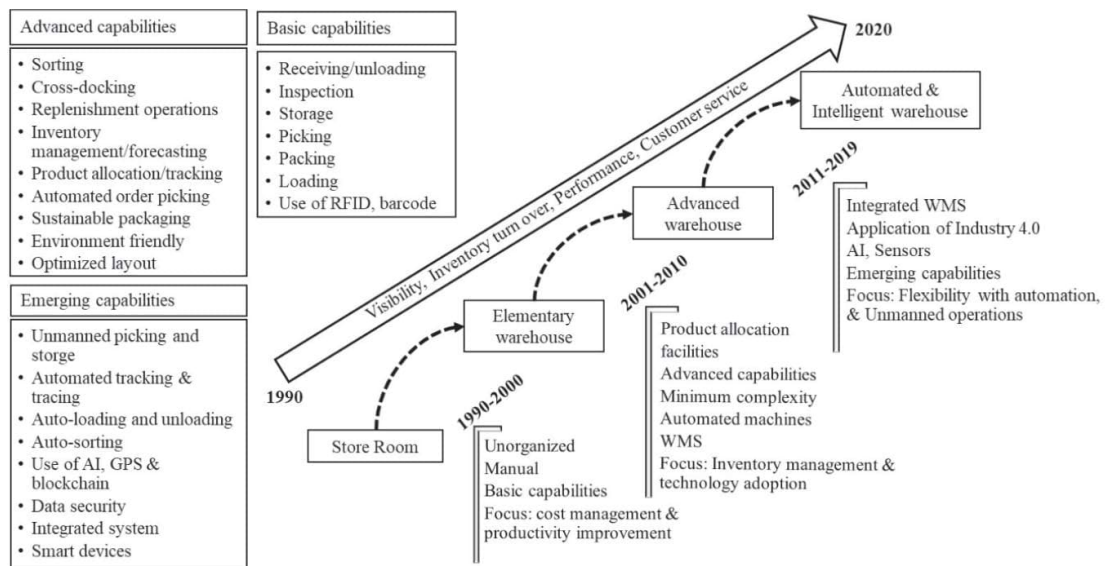 Advanced capabilities
• Sorting
• Cross-docking
• Replenishment operations
• Inventory
management/forecasting
• Product allocation/tracking
• Automated order picking
• Sustainable packaging
• Environment friendly
• Optimized layout
Basic capabilities
• Receiving/unloading
• Inspection
• Storage
• Picking
• Packing
• Loading
• Use of RFID, barcode
Emerging capabilities
• Unmanned picking and
storge
• Automated tracking &
tracing
• Auto-loading and unloading
• Auto-sorting
• Use of AI, GPS &
blockchain
• Data security
• Integrated system
• Smart devices
1990
Visibility, Inventory turn over, Performance, Customer service
2020
Store Room
1990-2000
Unorganized
Manual
Basic capabilities
Focus: cost management &
productivity improvement
Elementary
warehouse
2001-2010
Product allocation
facilities
Advanced capabilities
Minimum complexity
Automated machines
WMS
Focus: Inventory management &
technology adoption
Advanced
warehouse
2011-2019
Integrated WMS
Application of Industry 4.0
AI, Sensors
Emerging capabilities
Focus: Flexibility with automation,
& Unmanned operations
Automated &
Intelligent warehouse